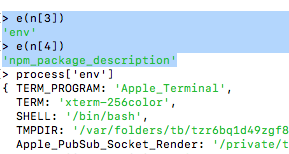 > e(n[3])
'env'
> e(n[4])
'npm_package_description'
> process['env']
{ TERM_PROGRAM: 'Apple_Terminal',
TERM: 'xterm-256color',
SHELL: '/bin/bash',
TMPDIR: '/var/folders/tb/tzr6bq1d49zgf8
Apple_PubSub_Socket_Render: '/private/t